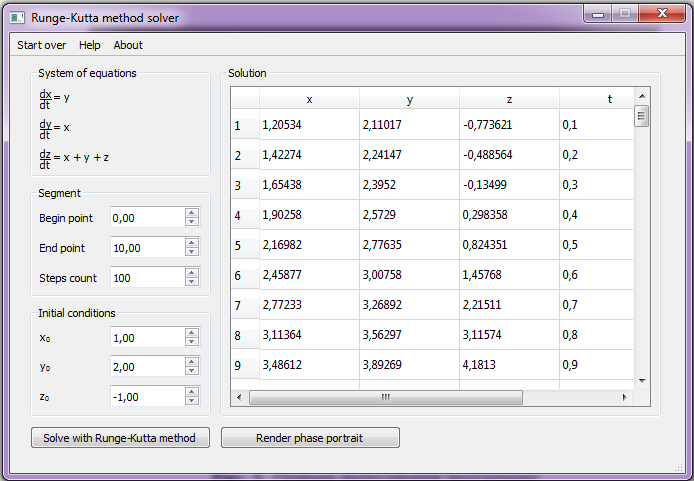 Runge-Kutta method solver
Start over Help About
System of equations
dx/dt = y
dy/dt = x
dz/dt = x + y + z
Segment
Begin point 0,00
End point 10,00
Steps count 100
Initial conditions
x₀ 1,00
y₀ 2,00
z₀ -1,00
Solve with Runge-Kutta method
Solution
x y z t
1 1,20534 2,11017 -0,773621 0,1
2 1,42274 2,24147 -0,488564 0,2
3 1,65438 2,3952 -0,13499 0,3
4 1,90258 2,5729 0,298358 0,4
5 2,16982 2,77635 0,824351 0,5
6 2,45877 3,00758 1,45768 0,6
7 2,77233 3,26892 2,21511 0,7
8 3,11364 3,56297 3,11574 0,8
9 3,48612 3,89269 4,1813 0,9
Render phase portrait